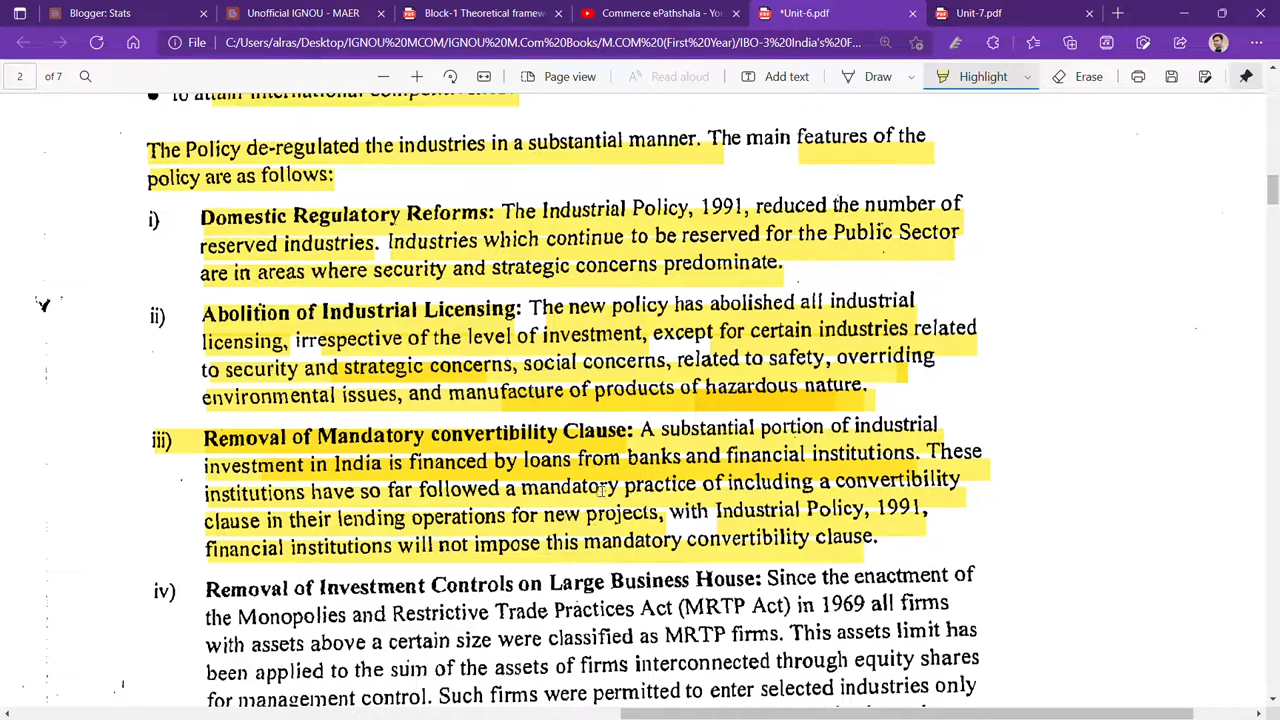 Blogger: Stats
Unofficial IGNOU - MAER
Block-1 Theoretical framew
Commerce ePathshala - You
*Unit-6.pdf
Unit-7.pdf
File
C:/Users/alras/Desktop/IGNOU%20MCOM/IGNOU%20M.Com%20Books/M.COM%20(First%20Year)/IBO-3%20India's%20F...
2
of 7
Page view
Read aloud
Add text
Draw
Highlight
Erase
The Policy de-regulated the industries in a substantial manner. The main features of the
policy are as follows:
i) Domestic Regulatory Reforms: The Industrial Policy, 1991, reduced the number of
reserved industries. Industries which continue to be reserved for the Public Sector
are in areas where security and strategic concerns predominate.
ii) Abolition of Industrial Licensing: The new policy has abolished all industrial
licensing, irrespective of the level of investment, except for certain industries related
to security and strategic concerns, social concerns, related to safety, overriding
environmental issues, and manufacture of products of hazardous nature.
iii) Removal of Mandatory convertibility Clause: A substantial portion of industrial
investment in India is financed by loans from banks and financial institutions. These
institutions have so far followed a mandatory practice of including a convertibility
clause in their lending operations for new projects, with Industrial Policy, 1991,
financial institutions will not impose this mandatory convertibility clause.
iv) Removal of Investment Controls on Large Business House: Since the enactment of
the Monopolies and Restrictive Trade Practices Act (MRTP Act) in 1969 all firms
with assets above a certain size were classified as MRTP firms. This assets limit has
been applied to the sum of the assets of firms interconnected through equity shares
for management control. Such firms were permitted to enter selected industries only